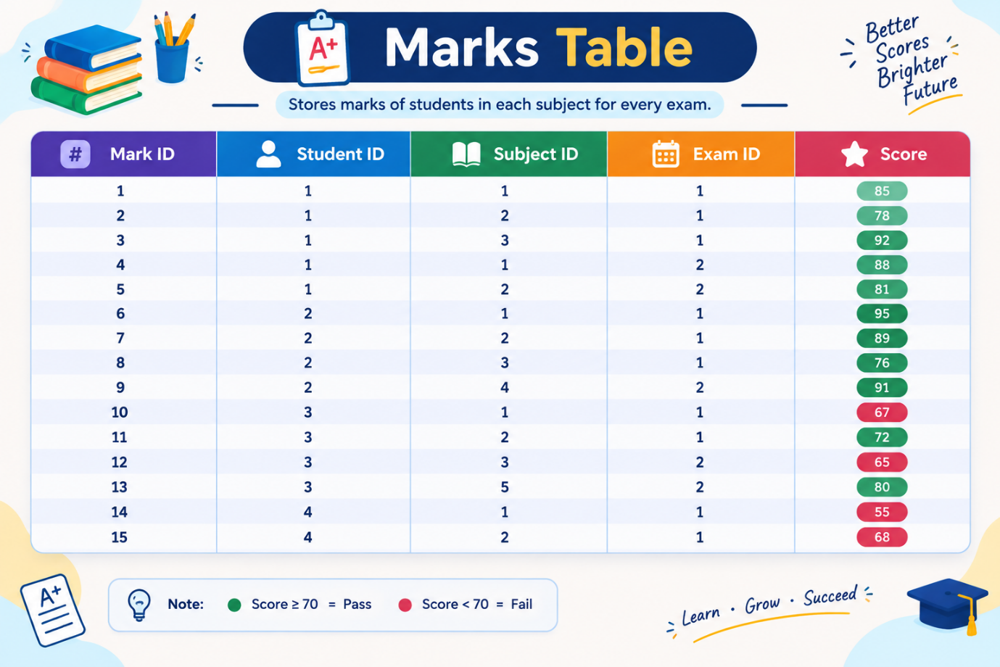 A+
Marks Table
Better
Scores
Brighter
Future
Stores marks of students in each subject for every exam.
# Mark ID Student ID Subject ID Exam ID Score
1 1 1 1 85
2 1 2 1 78
3 1 3 1 92
4 1 1 2 88
5 1 2 2 81
6 2 1 1 95
7 2 2 1 89
8 2 3 1 76
9 2 4 2 91
10 3 1 1 67
11 3 2 1 72
12 3 3 2 65
13 3 5 2 80
14 4 1 1 55
15 4 2 1 68
A+
Note: Score ≥ 70 = Pass Score < 70 = Fail
Learn · Grow · Succeed